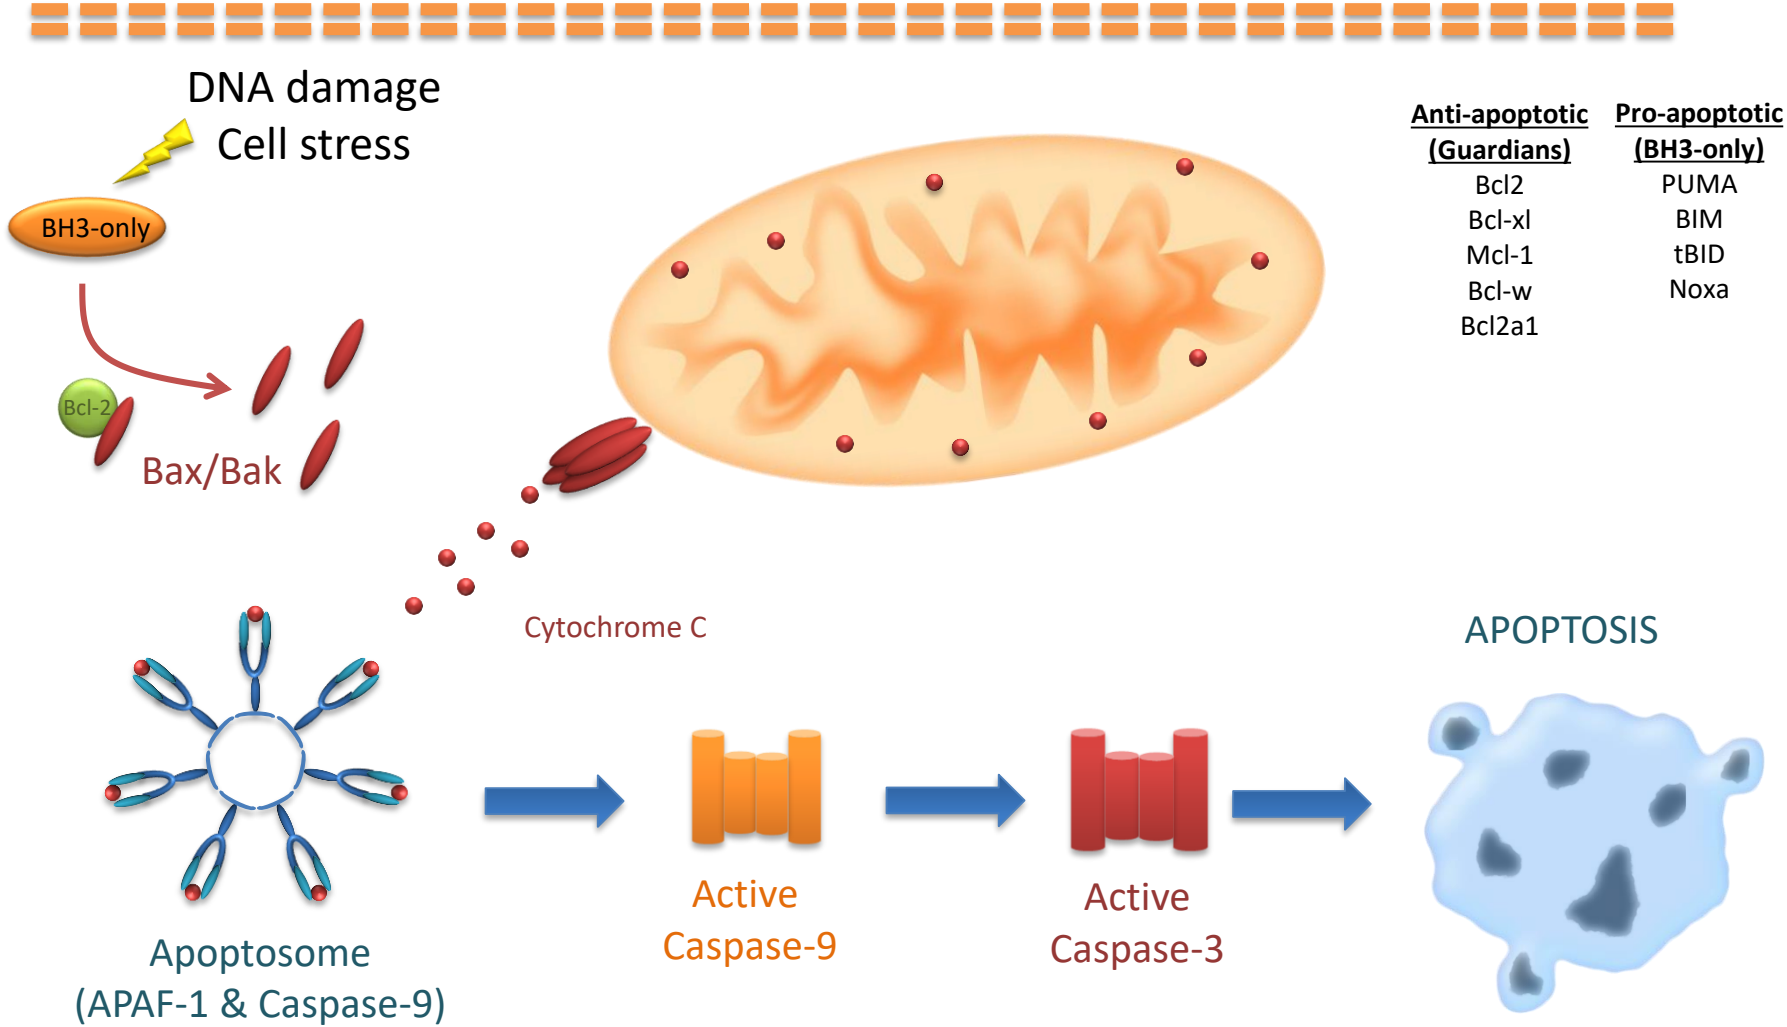 DNA damage
Cell stress
BH3-only
Bcl-2
Bax/Bak
Cytochrome C
Anti-apoptotic
(Guardians)
Bcl2
Bcl-xl
Mcl-1
Bcl-w
Bcl2a1
Pro-apoptotic
(BH3-only)
PUMA
BIM
tBID
Noxa
Apoptosome
(APAF-1 & Caspase-9)
Active
Caspase-9
Active
Caspase-3
APOPTOSIS